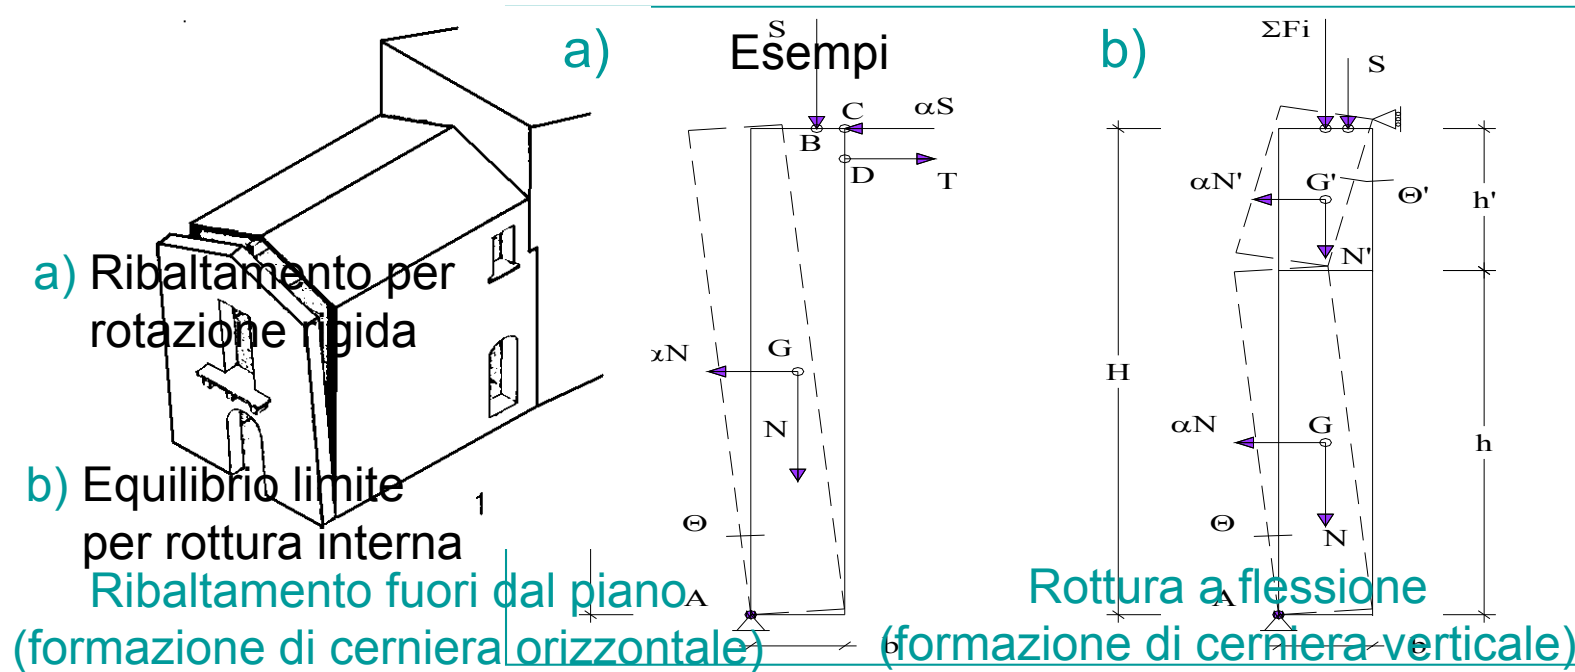 Esempi
a)
b)
S
C
αS
B
D
T
G
N
Θ
A
b
ΣFi
S
αN'
G'
Θ'
h'
N'
H
αN
G
h
Θ
N
A
b
a) Ribaltamento per
rotazione rigida
b) Equilibrio limite
per rottura interna
1
Ribaltamento fuori dal piano
(formazione di cerniera orizzontale)
Rottura a flessione
(formazione di cerniera verticale)